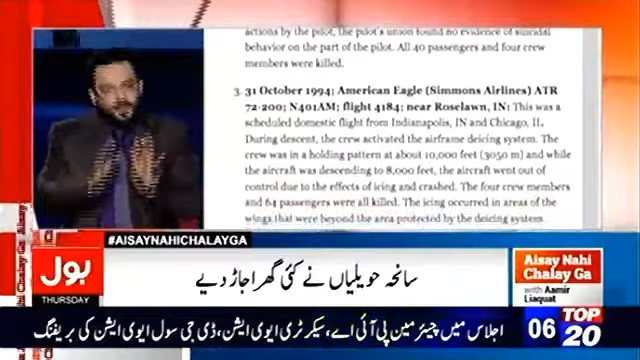 actions by the pilot, the pilot's union found no evidence of suicidal
behavior on the part of the pilot. All 40 passengers and four crew
members were killed.
3. 31 October 1994; American Eagle (Simmons Airlines) ATR
72-200; N401AM; flight 4184; near Roselawn, IN: This was a
scheduled domestic flight from Indianapolis, IN and Chicago, IL.
During descent, the crew activated the airframe deicing system. The
crew was in a holding pattern at about 10,000 feet (3050 m) and while
the aircraft was descending to 8,000 feet, the aircraft went out of
control due to the effects of icing and crashed. The four crew members
and 64 passengers were all killed. The icing occurred in areas of the
wings that were beyond the area protected by the deicing system.
#AISAYNAHICHALAYGA
بول
THURSDAY
سانحہ حویلیاں نے کئی گھر اجاڑ دیے
Aisay Nahi
Chalay Ga
with Aamir
Liaquat
اجلاس میں چیئرمین پی آئی اے، سیکرٹری ایوی ایشن، ڈی جی سول ایوی ایشن کی بریفنگ
06 TOP
20